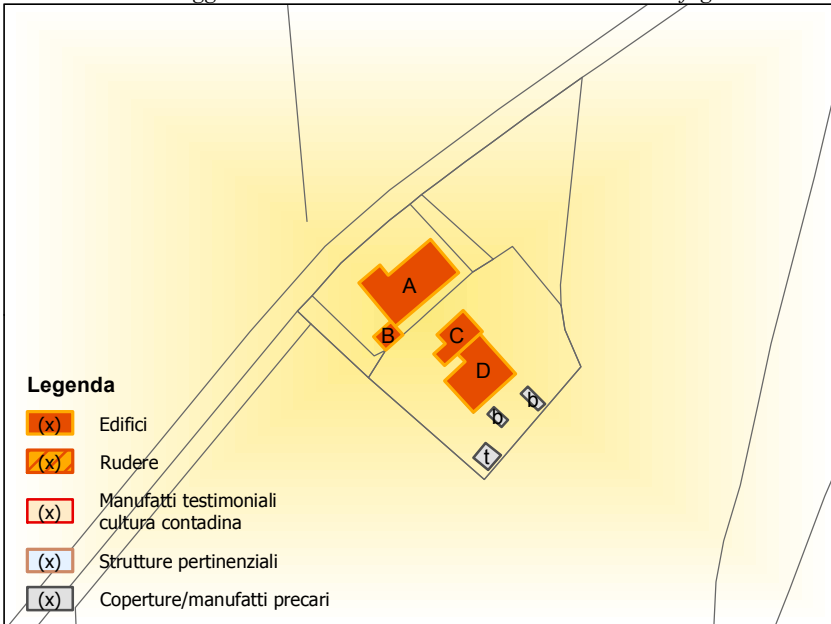 A
B
C
D
b
b
t
Legenda
(x) Edifici
(x) Rudere
(x) Manufatti testimoniali
cultura contadina
(x) Strutture pertinenziali
(x) Coperture/manufatti precari